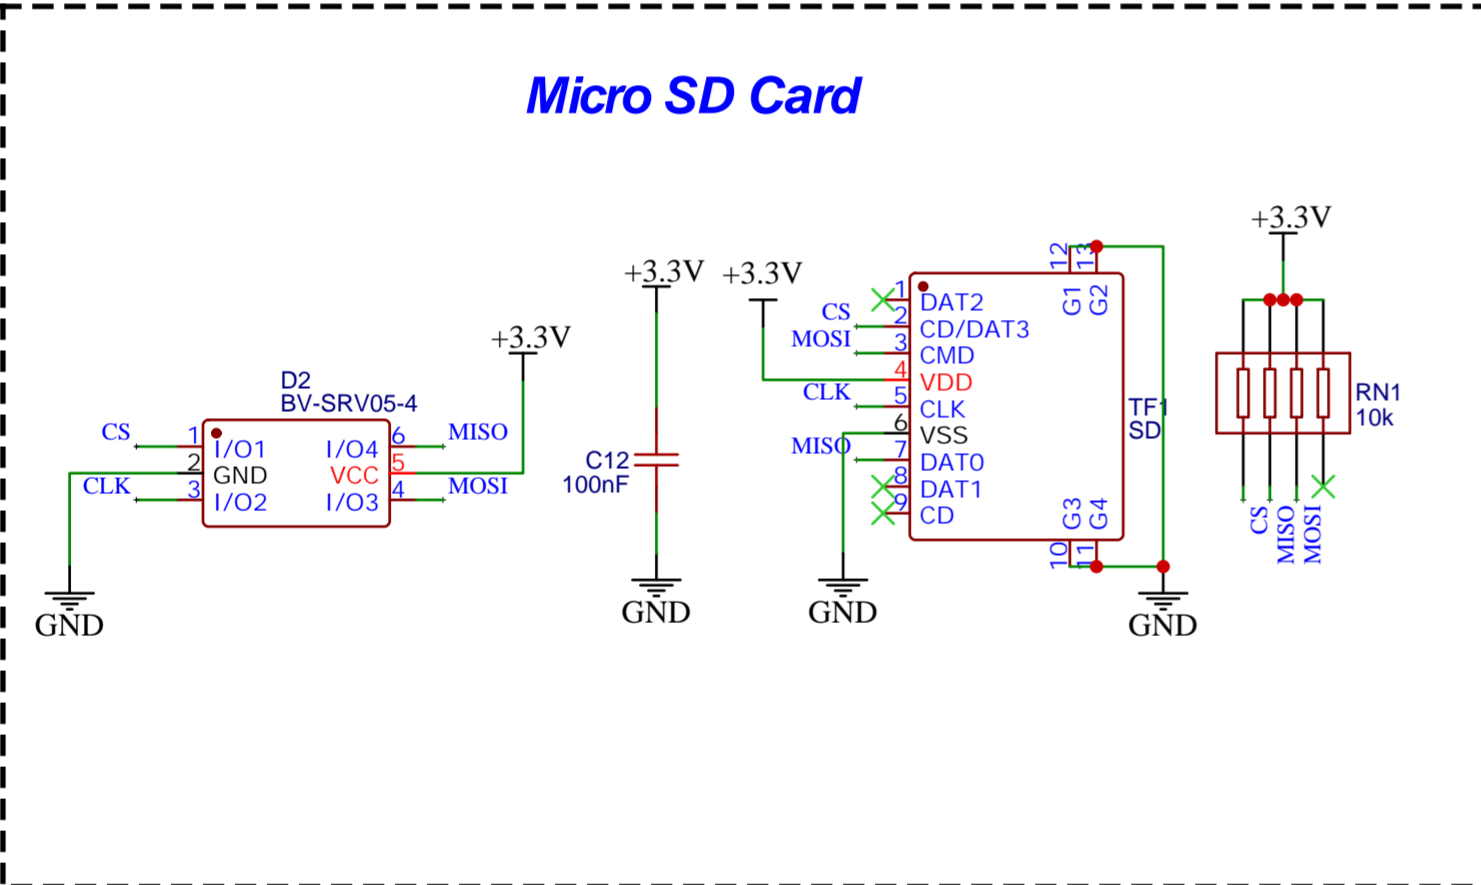 Micro SD Card
D2
BV-SRV05-4
+3.3V
CS
1
I/O1
I/O4
6
MISO
2
GND
VCC
5
CLK
3
I/O2
I/O3
4
MOSI
GND
+3.3V
C12
100nF
GND
+3.3V
12
13
G1
G2
1
DAT2
CS
2
CD/DAT3
MOSI
3
CMD
4
VDD
CLK
5
CLK
6
VSS
MISO
7
DAT0
8
DAT1
9
CD
G3
G4
10
11
TF1
SD
GND
GND
+3.3V
RN1
10k
CS
MISO
MOSI